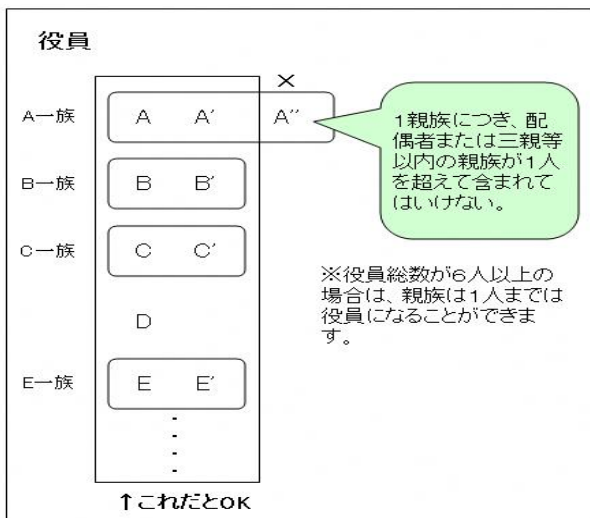 役員
×
A一族 A A′ A′′
B一族 B B′
C一族 C C′
D
E一族 E E′
1親族につき、配
偶者または三親等
以内の親族が1人
を超えて含まれて
はいけない。
※役員総数が6人以上の
場合は、親族は1人までは
役員になることができま
す。
↑これだとOK